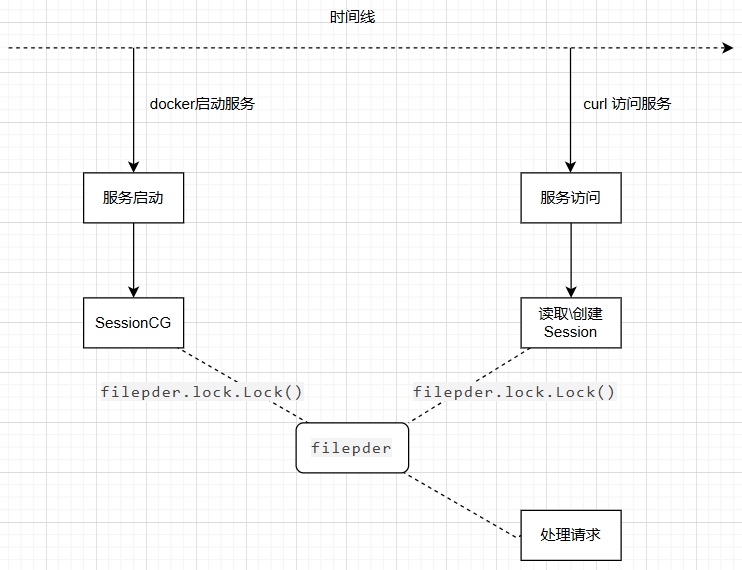 时间线
docker启动服务
curl 访问服务
服务启动
服务访问
SessionCG
读取\创建
Session
filepder.lock.Lock()
filepder.lock.Lock()
filepder
处理请求